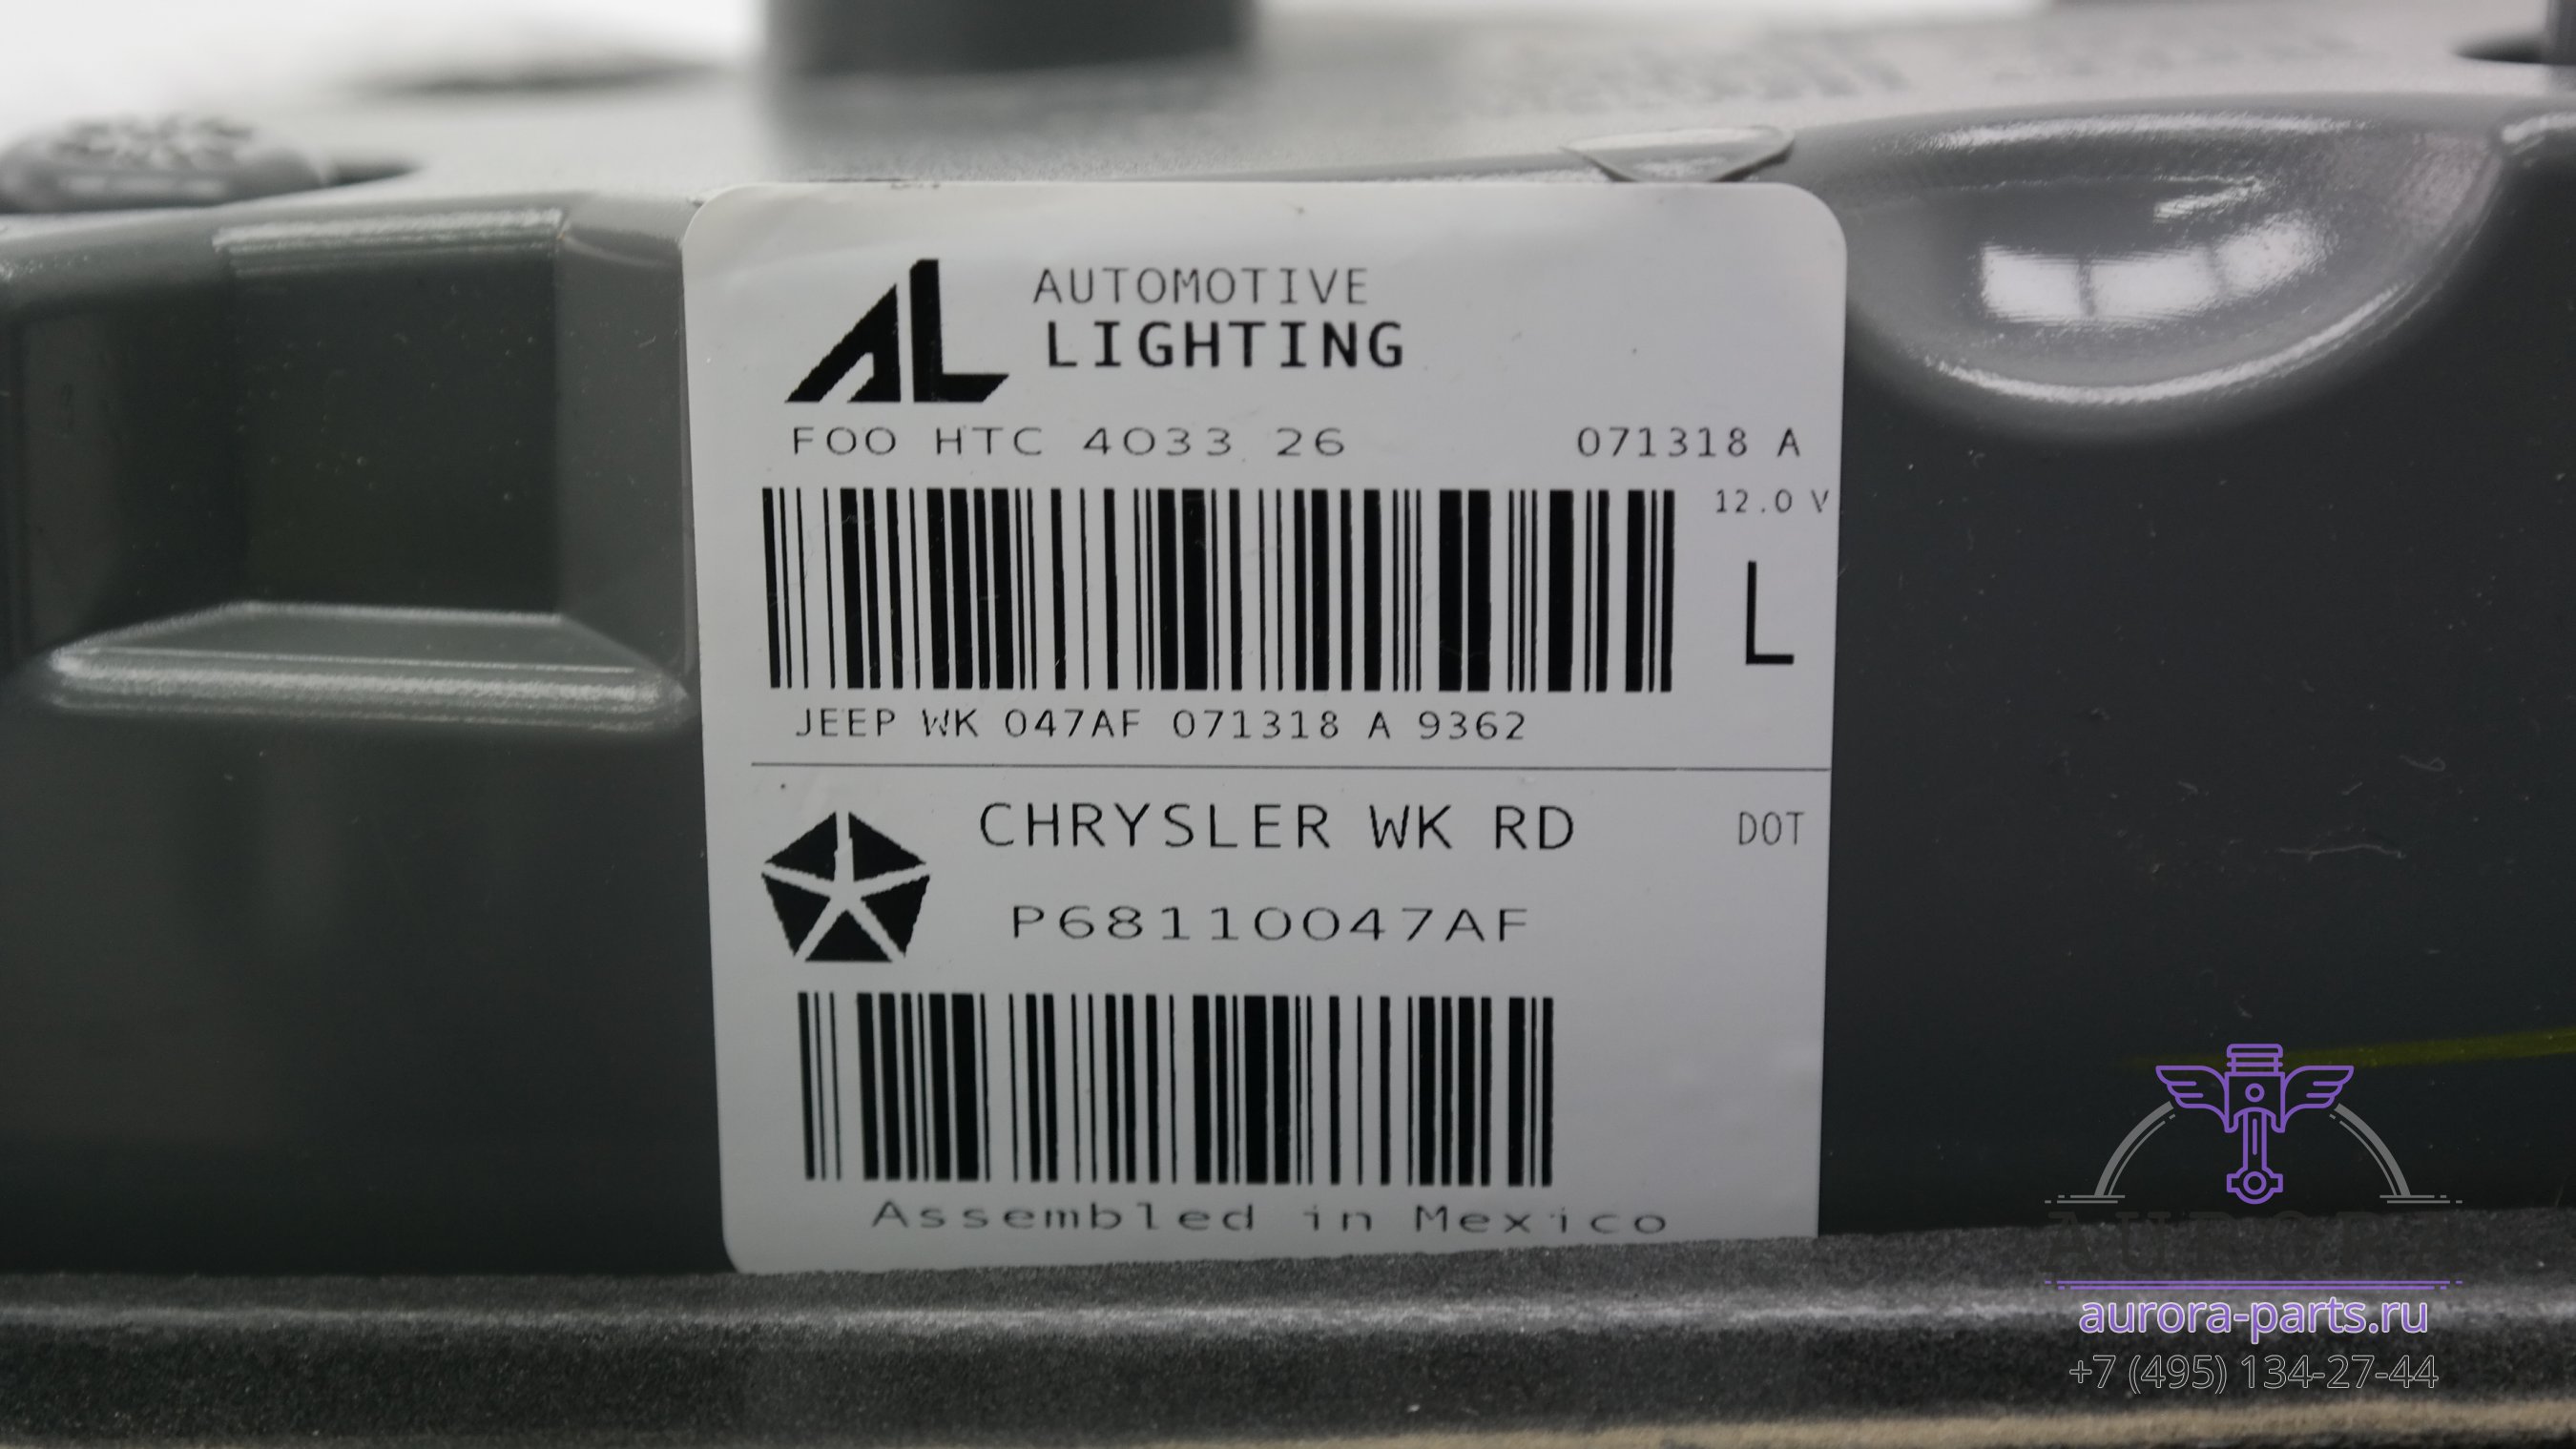 AL AUTOMOTIVE
LIGHTING
FOO HTC 4033 26 071318 A
12.0 V
L
JEEP WK 047AF 071318 A 9362
CHRYSLER WK RD DOT
P68110047AF
Assembled in Mexico
AURORA
aurora-parts.ru
+7 (495) 134-27-44